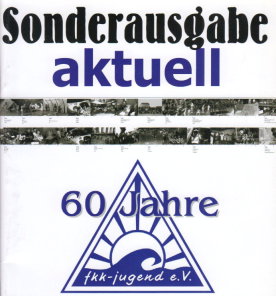 Sonderausgabe
aktuell
60 Jahre
fkk-jugend e.V.